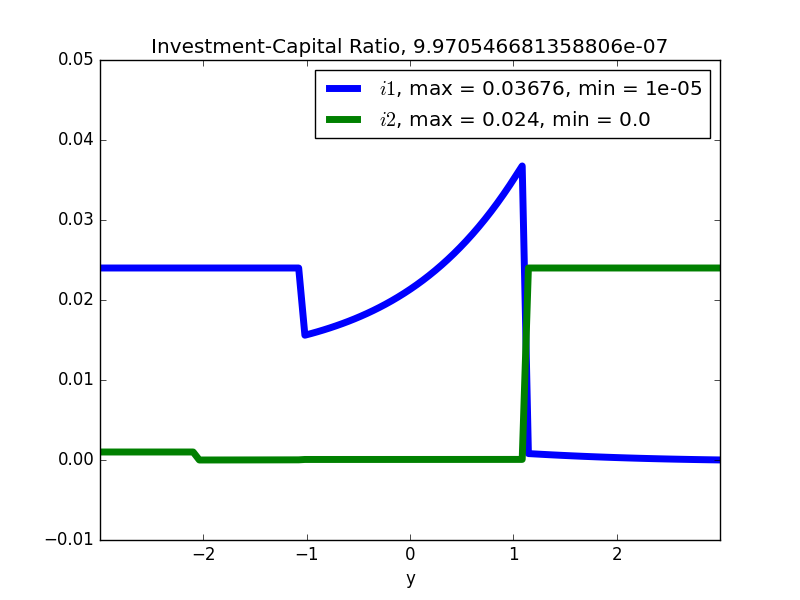 Investment-Capital Ratio, 9.970546681358806e-07
0.05
i1, max = 0.03676, min = 1e-05
i2, max = 0.024, min = 0.0
0.04
0.03
0.02
0.01
0.00
−0.01
−2 −1 0 1 2
y